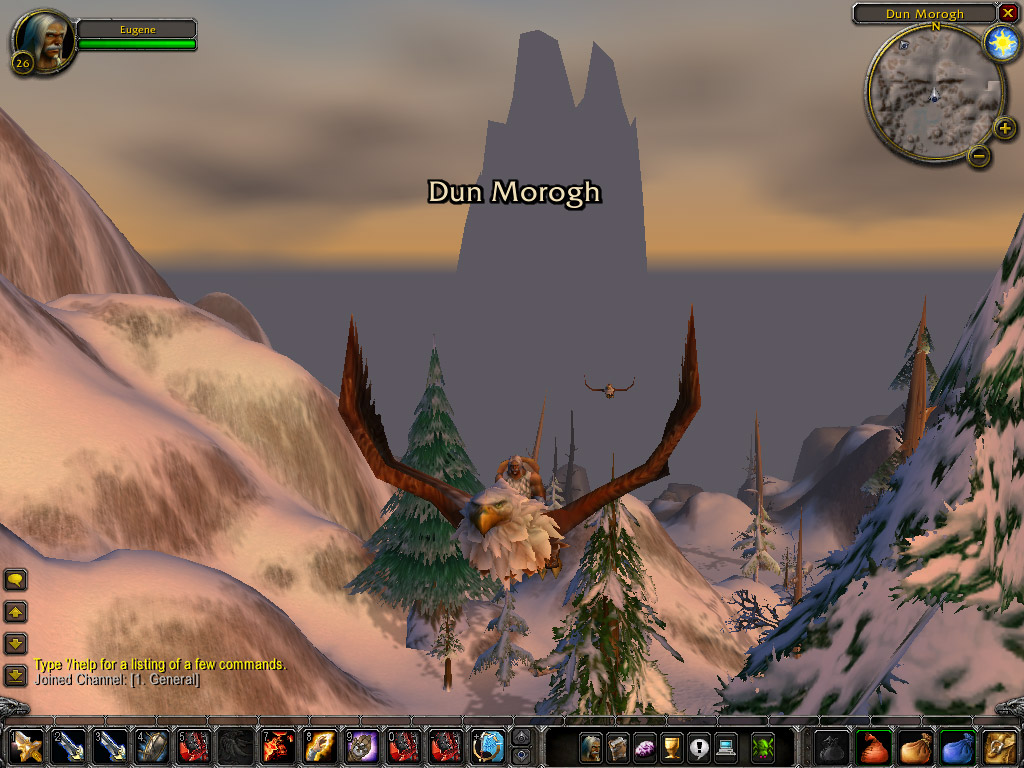 Eugene
26
Dun Morogh
N
Dun Morogh
Type '/help' for a listing of a few commands.
Joined Channel: [1. General]